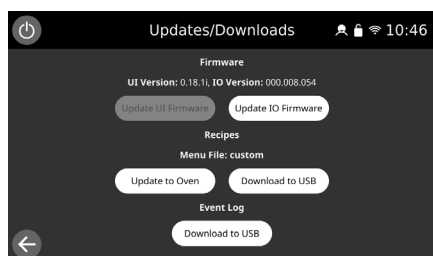 Updates/Downloads 10:46
Firmware
UI Version: 0.18.1i, IO Version: 000.008.054
Update UI Firmware Update IO Firmware
Recipes
Menu File: custom
Update to Oven Download to USB
Event Log
Download to USB